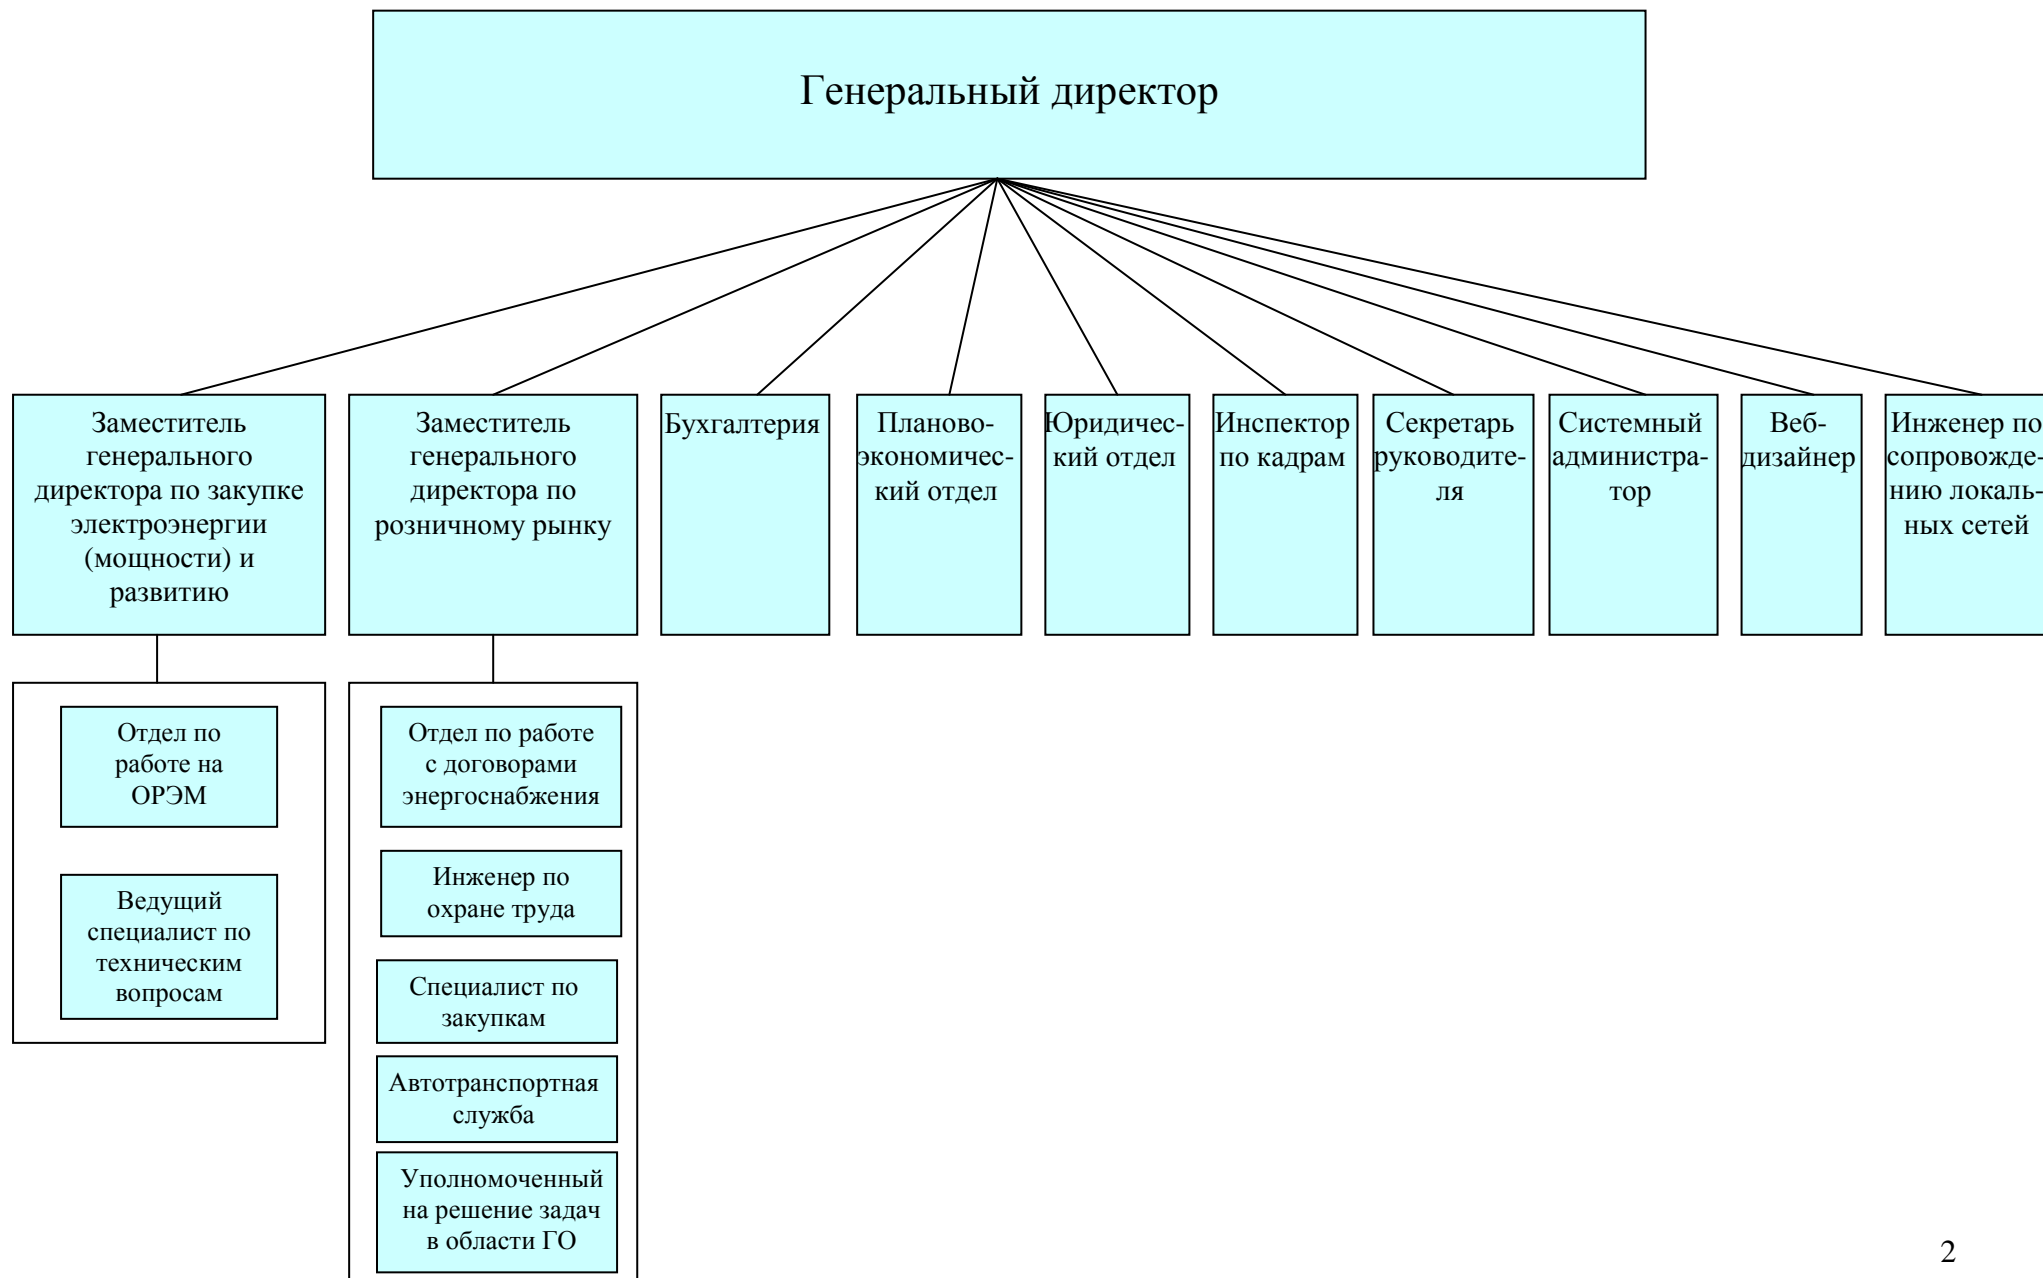 Генеральный директор
Заместитель
генерального
директора по закупке
электроэнергии
(мощности) и
развитию
Заместитель
генерального
директора по
розничному рынку
Бухгалтерия
Планово-
экономичес-
кий отдел
Юридичес-
кий отдел
Инспектор
по кадрам
Секретарь
руководите-
ля
Системный
администра-
тор
Веб-
дизайнер
Инженер по
сопровожде-
нию локаль-
ных сетей
Отдел по
работе на
ОРЭМ
Ведущий
специалист по
техническим
вопросам
Отдел по работе
с договорами
энергоснабжения
Инженер по
охране труда
Специалист по
закупкам
Автотранспортная
служба
Уполномоченный
на решение задач
в области ГО
2